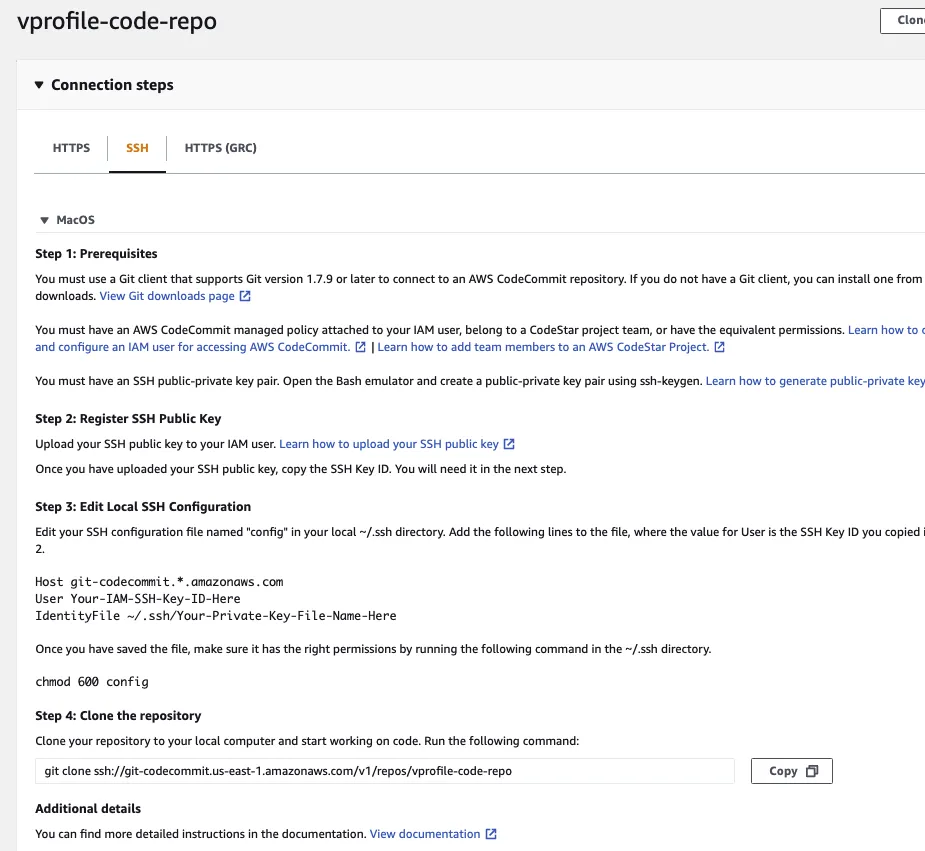 vprofile-code-repo
Clone
Connection steps
HTTPS
SSH
HTTPS (GRC)
MacOS
Step 1: Prerequisites
You must use a Git client that supports Git version 1.7.9 or later to connect to an AWS CodeCommit repository. If you do not have a Git client, you can install one from
downloads. View Git downloads page
You must have an AWS CodeCommit managed policy attached to your IAM user, belong to a CodeStar project team, or have the equivalent permissions. Learn how to
and configure an IAM user for accessing AWS CodeCommit. | Learn how to add team members to an AWS CodeStar Project.
You must have an SSH public-private key pair. Open the Bash emulator and create a public-private key pair using ssh-keygen. Learn how to generate public-private key
Step 2: Register SSH Public Key
Upload your SSH public key to your IAM user. Learn how to upload your SSH public key
Once you have uploaded your SSH public key, copy the SSH Key ID. You will need it in the next step.
Step 3: Edit Local SSH Configuration
Edit your SSH configuration file named "config" in your local ~/.ssh directory. Add the following lines to the file, where the value for User is the SSH Key ID you copied
2.
Host git-codecommit.*.amazonaws.com
User Your-IAM-SSH-Key-ID-Here
IdentityFile ~/.ssh/Your-Private-Key-File-Name-Here
Once you have saved the file, make sure it has the right permissions by running the following command in the ~/.ssh directory.
chmod 600 config
Step 4: Clone the repository
Clone your repository to your local computer and start working on code. Run the following command:
git clone ssh://git-codecommit.us-east-1.amazonaws.com/v1/repos/vprofile-code-repo
Copy
Additional details
You can find more detailed instructions in the documentation. View documentation